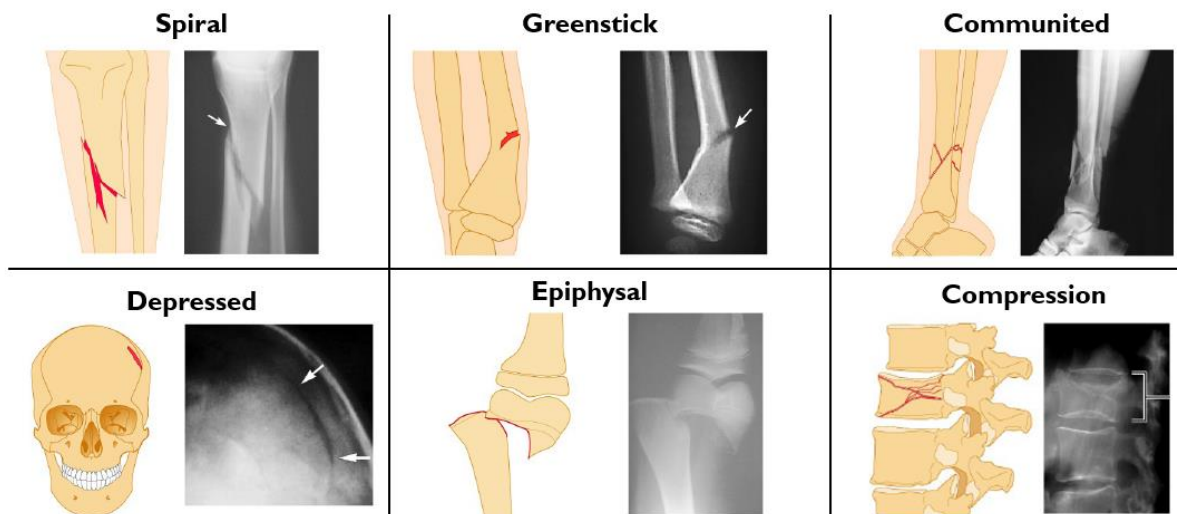 Spiral
Greenstick
Communited
Depressed
Epiphysal
Compression